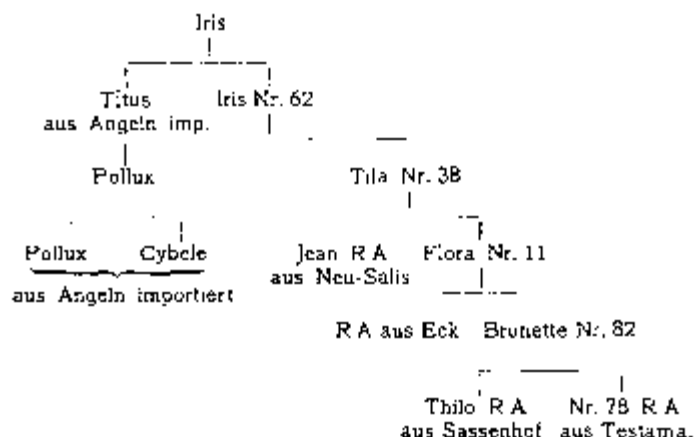 Iris
Titus Iris Nr. 62
aus Angeln imp.
Pollux Tila Nr. 38
Pollux Cybele Jean R A Flora Nr. 11
aus Neu-Salis
aus Angeln importiert
R A aus Eck Brunette Nr. 82
Thilo R A Nr. 78 R A
aus Sassenhof aus Testama.